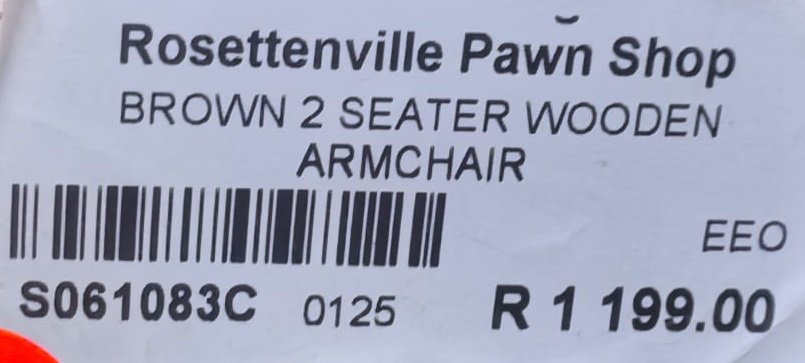 Rosettenville Pawn Shop
BROWN 2 SEATER WOODEN
ARMCHAIR
EEO
S061083C 0125 R 1 199.00